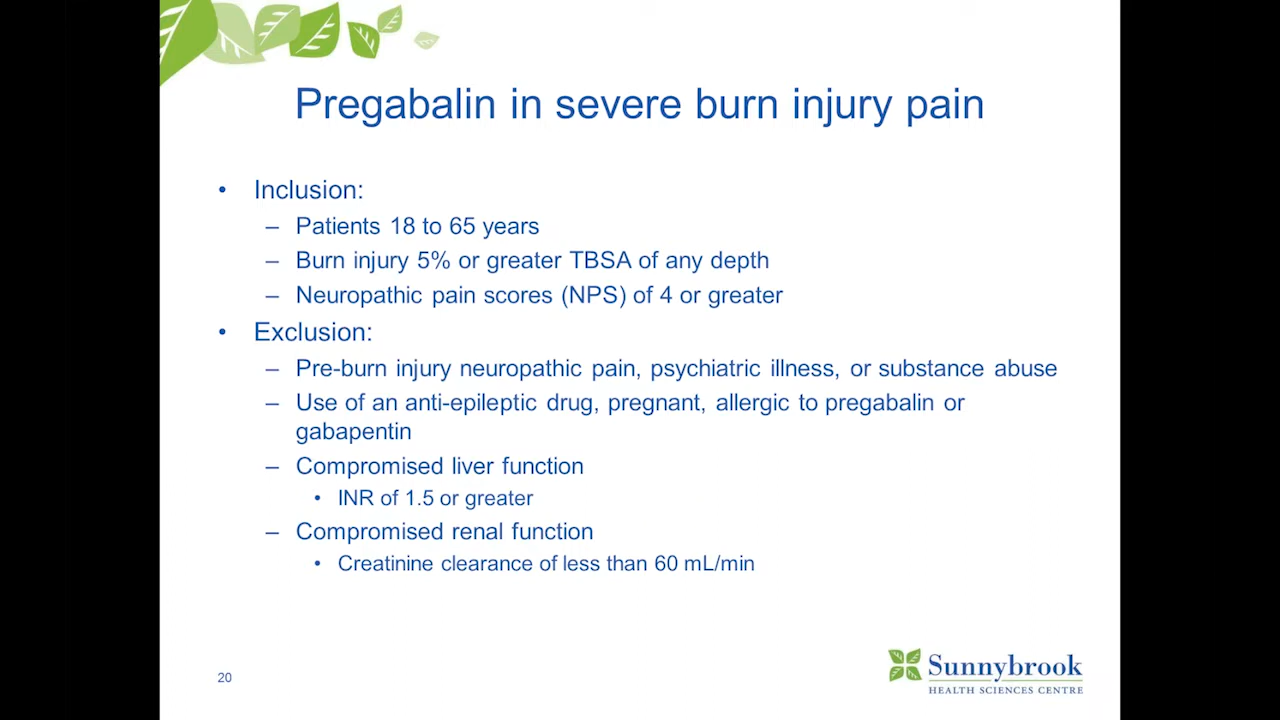 Pregabalin in severe burn injury pain
• Inclusion:
– Patients 18 to 65 years
– Burn injury 5% or greater TBSA of any depth
– Neuropathic pain scores (NPS) of 4 or greater
• Exclusion:
– Pre-burn injury neuropathic pain, psychiatric illness, or substance abuse
– Use of an anti-epileptic drug, pregnant, allergic to pregabalin or
gabapentin
– Compromised liver function
• INR of 1.5 or greater
– Compromised renal function
• Creatinine clearance of less than 60 mL/min
20
Sunnybrook
HEALTH SCIENCES CENTRE